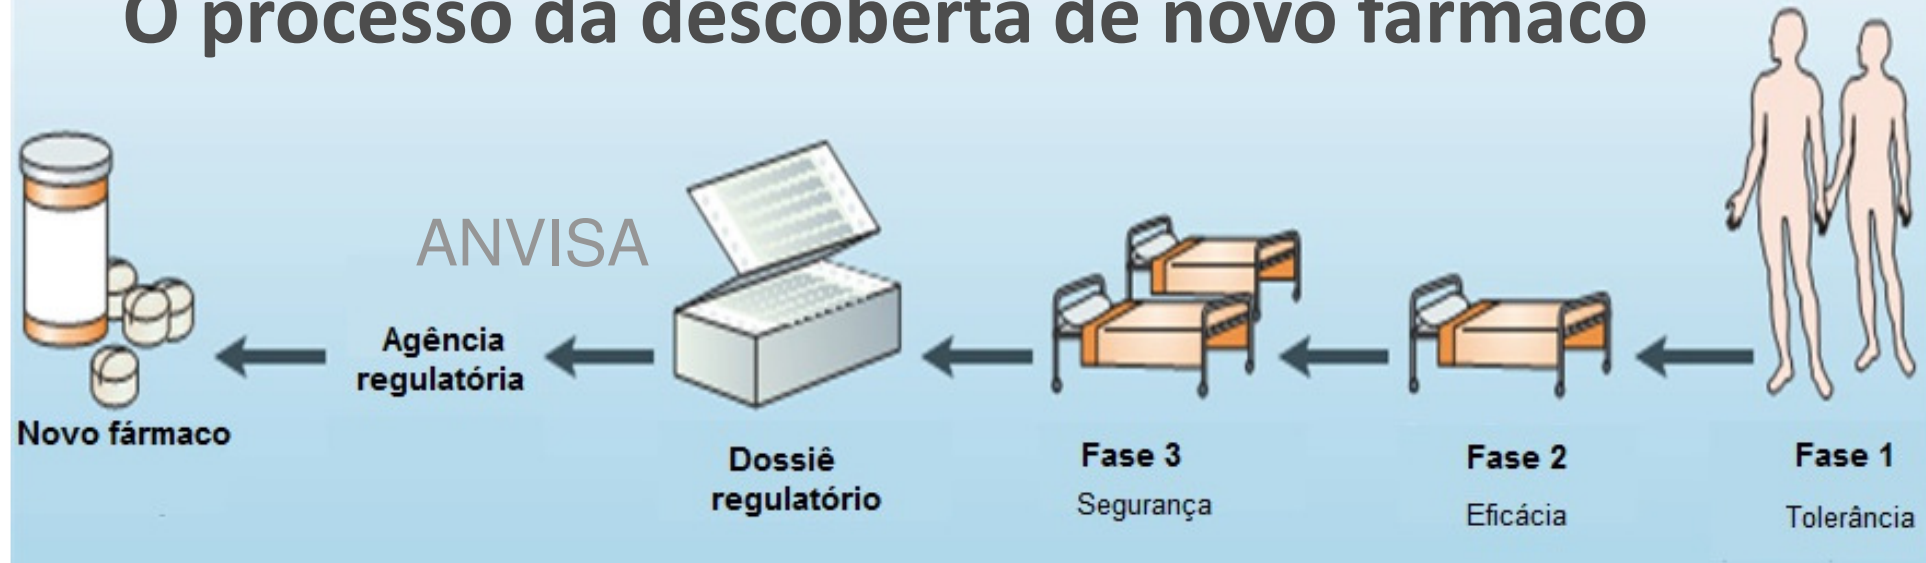 O processo da descoberta de novo fármaco
ANVISA
Agência
regulatória
Novo fármaco
Dossiê
regulatório
Fase 3
Segurança
Fase 2
Eficácia
Fase 1
Tolerância